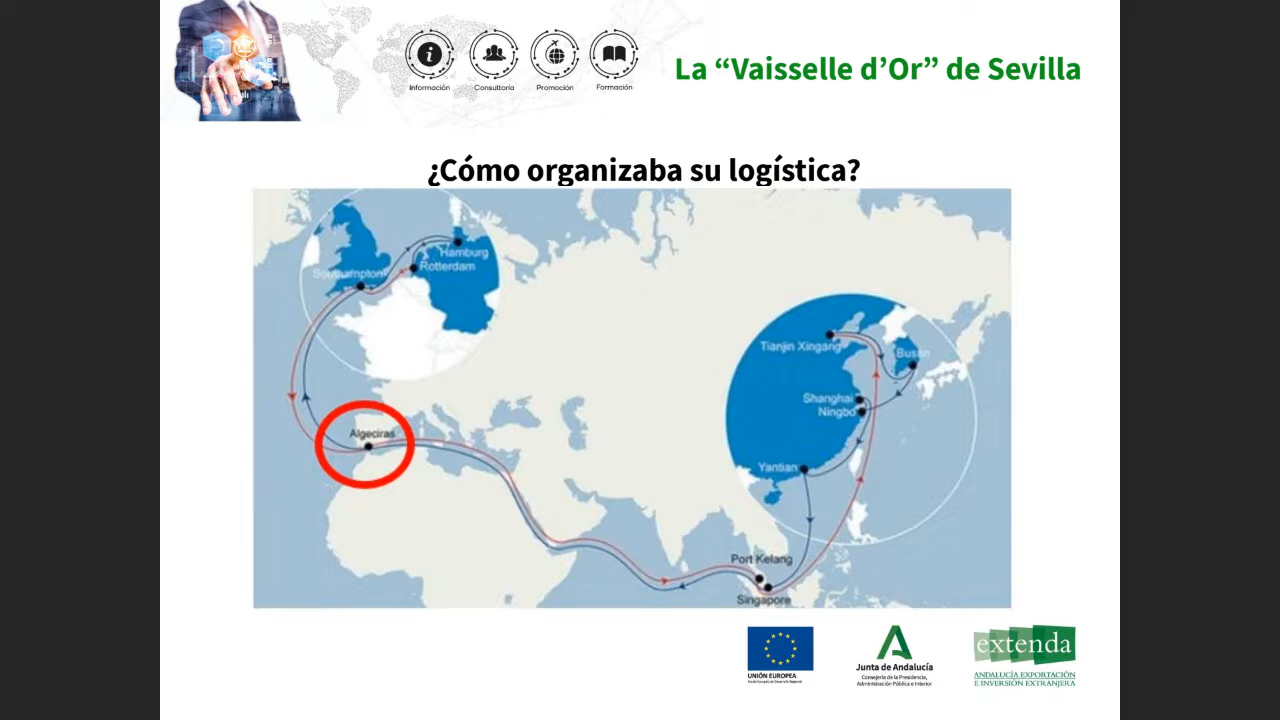 La “Vaisselle d’Or” de Sevilla
Información
Consultoría
Promoción
Formación
¿Cómo organizaba su logística?
Hamburg
Rotterdam
Southampton
Tianjin Xingang
Busan
Shanghai
Ningbo
Algeciras
Yantian
Port Kelang
Singapore
UNIÓN EUROPEA
Fondo Europeo de Desarrollo Regional
Junta de Andalucía
Consejería de la Presidencia,
Administración Pública e Interior
extenda
ANDALUCÍA EXPORTACIÓN
E INVERSIÓN EXTRANJERA